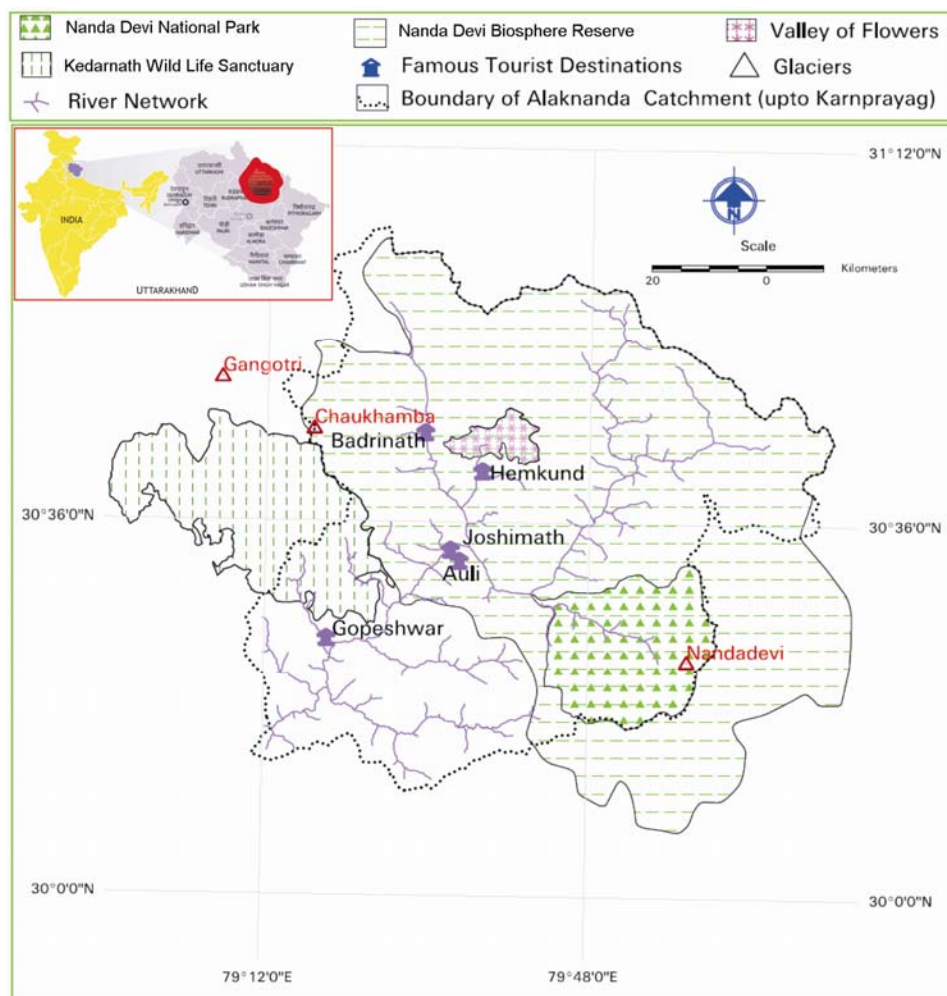 Nanda Devi National Park
Nanda Devi Biosphere Reserve
Valley of Flowers
Kedarnath Wild Life Sanctuary
Famous Tourist Destinations
Glaciers
River Network
Boundary of Alaknanda Catchment (upto Karnprayag)
31°12'0"N
INDIA
UTTARAKHAND
N
Scale
20
0
Kilometers
Gangotri
Chaukhamba
Badrinath
Hemkund
30°36'0"N
30°36'0"N
Joshimath
Auli
Gopeshwar
Nandadevi
30°0'0"N
30°0'0"N
79°12'0"E
79°48'0"E